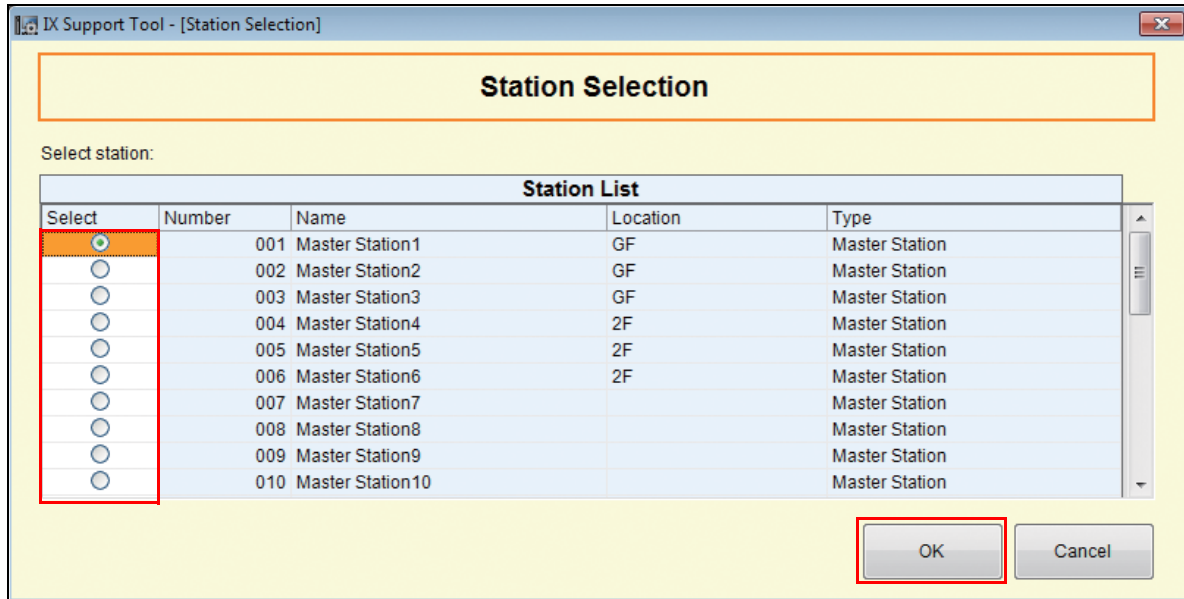 IX Support Tool - [Station Selection]
Station Selection
Select station:
Station List
Select Number Name Location Type
001 Master Station1 GF Master Station
002 Master Station2 GF Master Station
003 Master Station3 GF Master Station
004 Master Station4 2F Master Station
005 Master Station5 2F Master Station
006 Master Station6 2F Master Station
007 Master Station7 Master Station
008 Master Station8 Master Station
009 Master Station9 Master Station
010 Master Station10 Master Station
OK Cancel